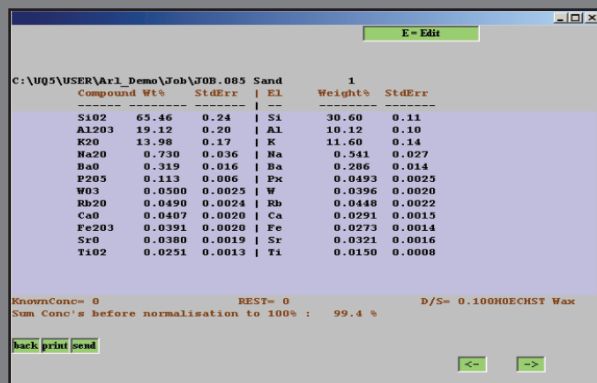 E = Edit
C:\UQ5\USER\Arl_Demo\Job\JOB.085 Sand 1
Compound Wt% StdErr | El Weight% StdErr
------- -------- ------- | -- ------- -------
SiO2 65.46 0.24 | Si 30.60 0.11
Al2O3 19.12 0.20 | Al 10.12 0.10
K2O 13.98 0.17 | K 11.60 0.14
Na2O 0.730 0.036 | Na 0.541 0.027
BaO 0.319 0.016 | Ba 0.286 0.014
P2O5 0.113 0.006 | Px 0.0493 0.0025
WO3 0.0500 0.0025 | W 0.0396 0.0020
Rb2O 0.0490 0.0024 | Rb 0.0448 0.0022
CaO 0.0407 0.0020 | Ca 0.0291 0.0015
Fe2O3 0.0391 0.0020 | Fe 0.0273 0.0014
SrO 0.0380 0.0019 | Sr 0.0321 0.0016
TiO2 0.0251 0.0013 | Ti 0.0150 0.0008
KnownConc= 0 REST= 0 D/S= 0.100HOECHST Wax
Sum Conc's before normalisation to 100% : 99.4 %
back print send
<- ->